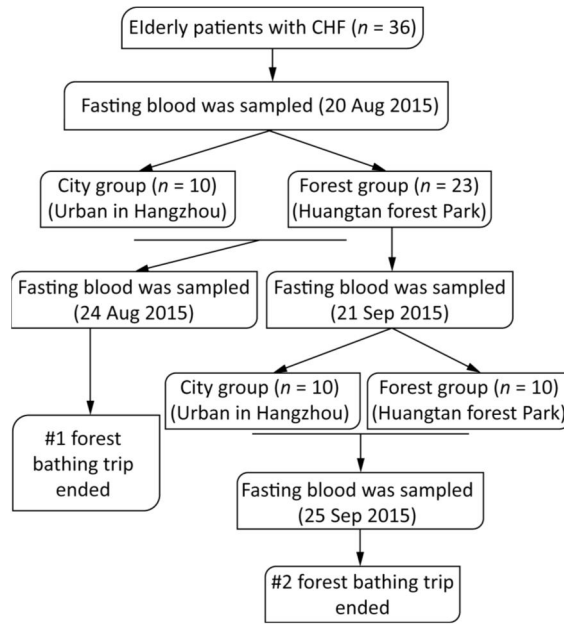 Elderly patients with CHF (n = 36)
Fasting blood was sampled (20 Aug 2015)
City group (n = 10)
(Urban in Hangzhou)
Forest group (n = 23)
(Huangtan forest Park)
Fasting blood was sampled
(24 Aug 2015)
Fasting blood was sampled
(21 Sep 2015)
City group (n = 10)
(Urban in Hangzhou)
Forest group (n = 10)
(Huangtan forest Park)
#1 forest
bathing trip
ended
Fasting blood was sampled
(25 Sep 2015)
#2 forest bathing trip
ended